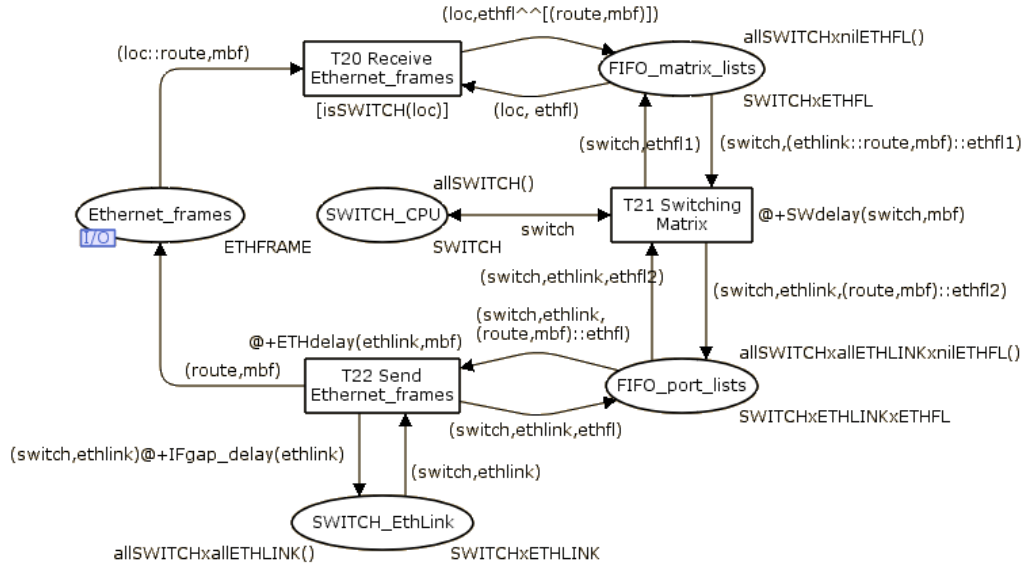 (loc,ethfl^^[(route,mbf)])
allSWITCHxnilETHFL()
(loc::route,mbf)
T20 Receive
Ethernet_frames
FIFO_matrix_lists
[isSWITCH(loc)]
(loc, ethfl)
SWITCHxETHFL
(switch,ethfl1)
(switch,(ethlink::route,mbf)::ethfl1)
allSWITCH()
Ethernet_frames
I/O
ETHFRAME
SWITCH_CPU
SWITCH
switch
T21 Switching
Matrix
@+SWdelay(switch,mbf)
(switch,ethlink,ethfl2)
(switch,ethlink,(route,mbf)::ethfl2)
(switch,ethlink,
(route,mbf)::ethfl)
@+ETHdelay(ethlink,mbf)
allSWITCHxallETHLINKxnilETHFL()
(route,mbf)
T22 Send
Ethernet_frames
FIFO_port_lists
SWITCHxETHLINKxETHFL
(switch,ethlink,ethfl)
(switch,ethlink)@+IFgap_delay(ethlink)
(switch,ethlink)
SWITCH_EthLink
allSWITCHxallETHLINK()
SWITCHxETHLINK